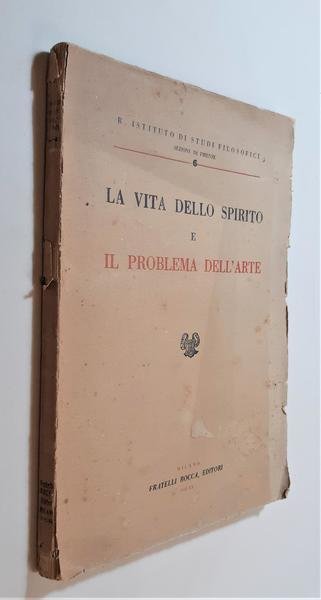 R. ISTITUTO DI STUDI FILOSOFICI
SEZIONE DI FIRENZE
6
LA VITA DELLO SPIRITO
E
IL PROBLEMA DELL'ARTE
MILANO
FRATELLI BOCCA, EDITORI